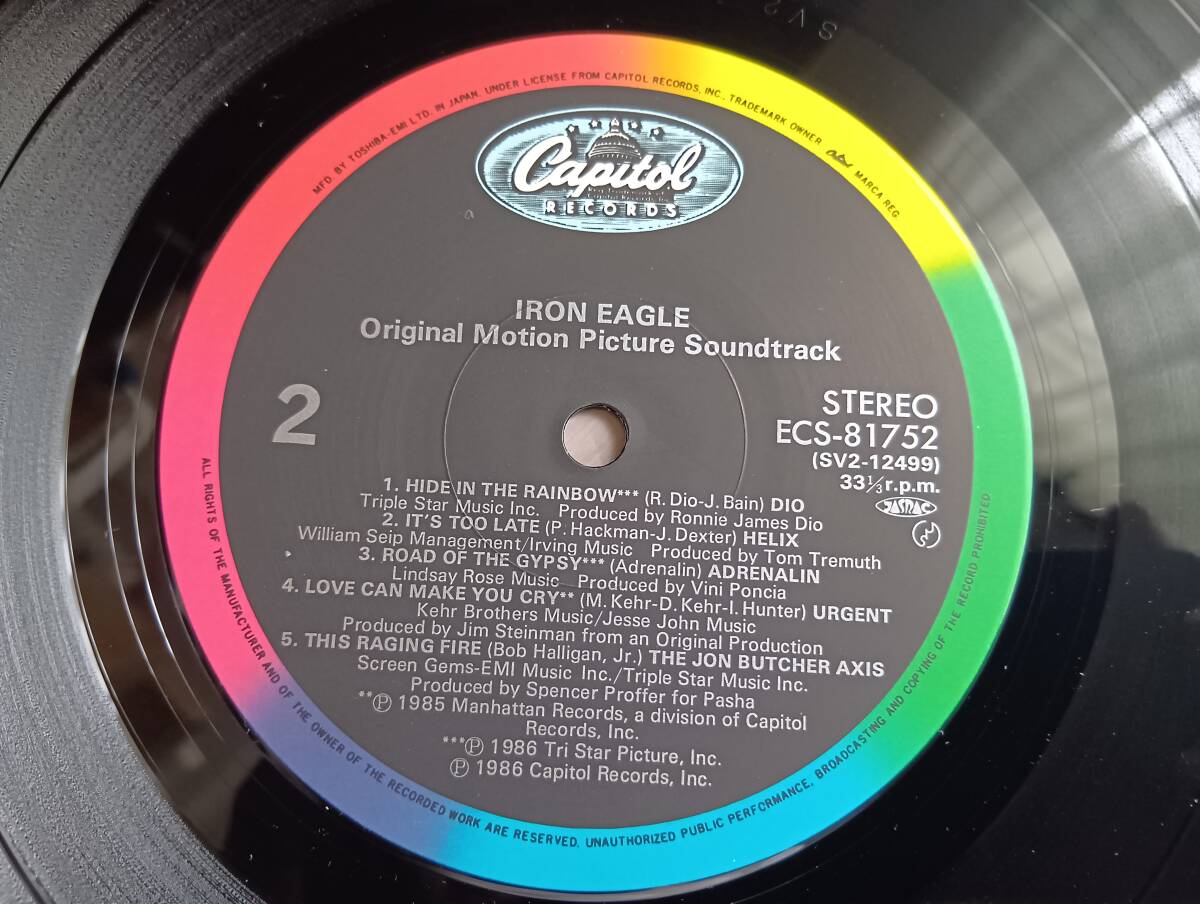 MFD. BY TOSHIBA-EMI LTD. IN JAPAN. UNDER LICENSE FROM CAPITOL RECORDS, INC., TRADEMARK OWNER. MARCA REG.
Capitol
RECORDS
IRON EAGLE
Original Motion Picture Soundtrack
2
STEREO
ECS-81752
(SV2-12499)
33⅓r.p.m.
JASRAC
1. HIDE IN THE RAINBOW*** (R. Dio-J. Bain) DIO
Triple Star Music Inc. Produced by Ronnie James Dio
2. IT'S TOO LATE (P. Hackman-J. Dexter) HELIX
William Seip Management/Irving Music Produced by Tom Tremuth
3. ROAD OF THE GYPSY*** (Adrenalin) ADRENALIN
Lindsay Rose Music Produced by Vini Poncia
4. LOVE CAN MAKE YOU CRY** (M. Kehr-D. Kehr-I. Hunter) URGENT
Kehr Brothers Music/Jesse John Music
Produced by Jim Steinman from an Original Production
5. THIS RAGING FIRE (Bob Halligan, Jr.) THE JON BUTCHER AXIS
Screen Gems-EMI Music Inc./Triple Star Music Inc.
Produced by Spencer Proffer for Pasha
**Ⓟ 1985 Manhattan Records, a division of Capitol
Records, Inc.
***Ⓟ 1986 Tri Star Picture, Inc.
Ⓟ 1986 Capitol Records, Inc.
ALL RIGHTS OF THE MANUFACTURER AND OF THE OWNER OF THE RECORDED WORK ARE RESERVED. UNAUTHORIZED PUBLIC PERFORMANCE, BROADCASTING AND COPYING OF THE RECORD PROHIBITED